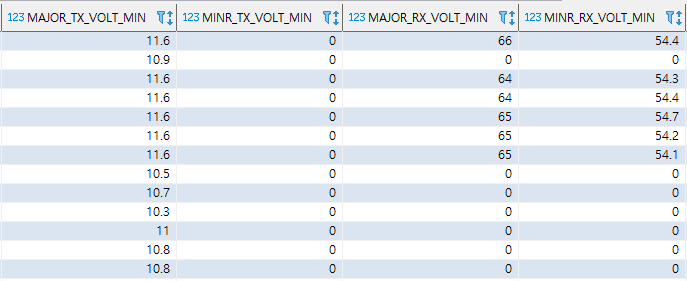 123 MAJOR_TX_VOLT_MIN 123 MINR_TX_VOLT_MIN 123 MAJOR_RX_VOLT_MIN 123 MINR_RX_VOLT_MIN
11.6 0 66 54.4
10.9 0 0 0
11.6 0 64 54.3
11.6 0 64 54.4
11.6 0 65 54.7
11.6 0 65 54.2
11.6 0 65 54.1
10.5 0 0 0
10.7 0 0 0
10.3 0 0 0
11 0 0 0
10.8 0 0 0
10.8 0 0 0